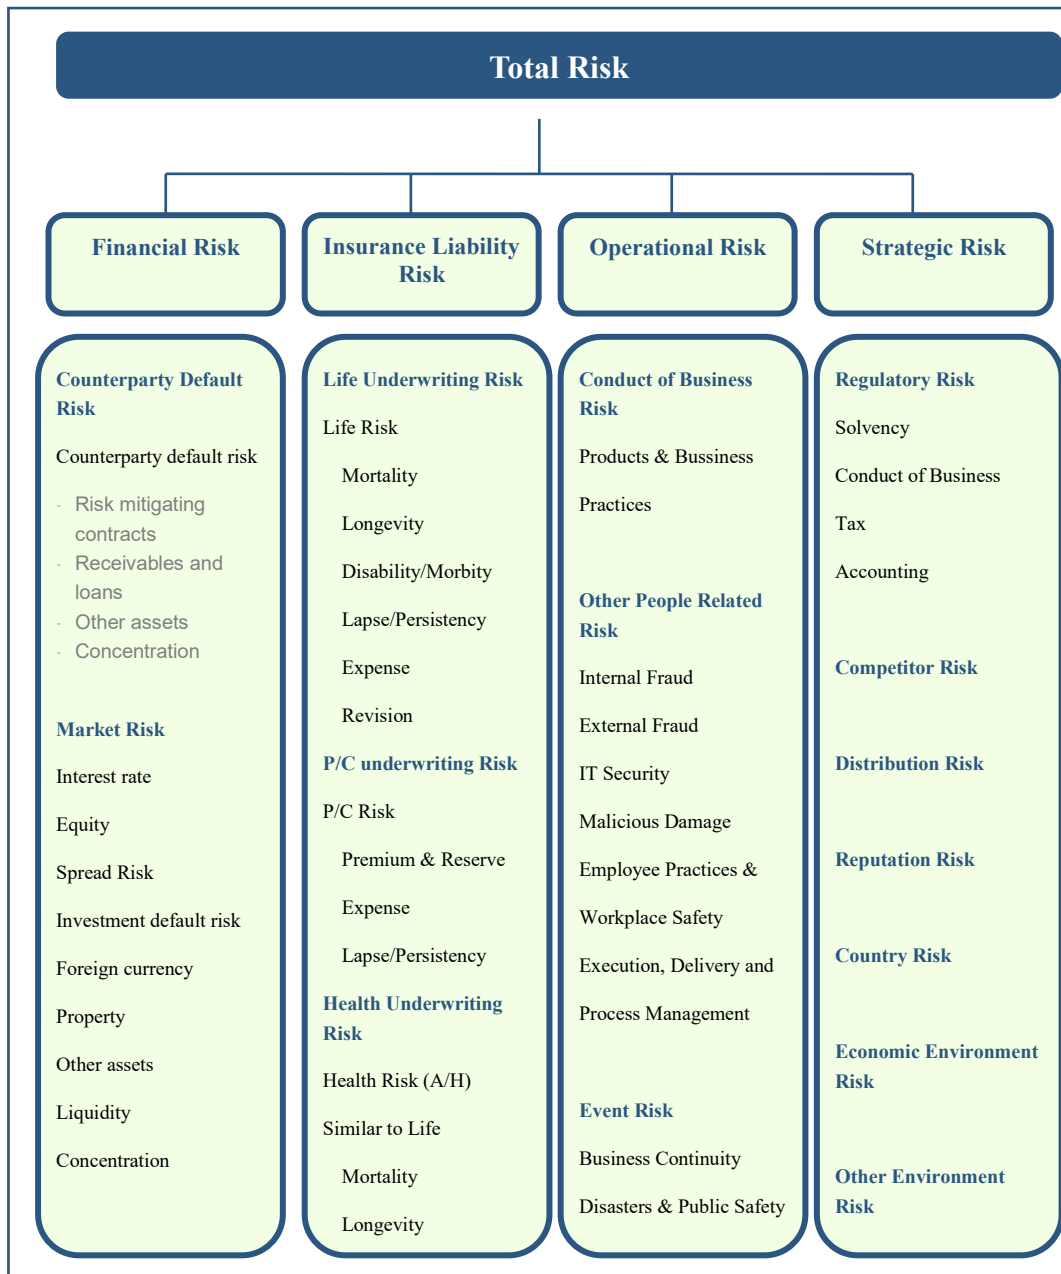 Total Risk
Financial Risk
Insurance Liability
Risk
Operational Risk
Strategic Risk
Counterparty Default
Risk
Counterparty default risk
- Risk mitigating
contracts
- Receivables and
loans
- Other assets
- Concentration
Market Risk
Interest rate
Equity
Spread Risk
Investment default risk
Foreign currency
Property
Other assets
Liquidity
Concentration
Life Underwriting Risk
Life Risk
Mortality
Longevity
Disability/Morbity
Lapse/Persistency
Expense
Revision
P/C underwriting Risk
P/C Risk
Premium & Reserve
Expense
Lapse/Persistency
Health Underwriting
Risk
Health Risk (A/H)
Similar to Life
Mortality
Longevity
Conduct of Business
Risk
Products & Bussiness
Practices
Other People Related
Risk
Internal Fraud
External Fraud
IT Security
Malicious Damage
Employee Practices &
Workplace Safety
Execution, Delivery and
Process Management
Event Risk
Business Continuity
Disasters & Public Safety
Regulatory Risk
Solvency
Conduct of Business
Tax
Accounting
Competitor Risk
Distribution Risk
Reputation Risk
Country Risk
Economic Environment
Risk
Other Environment
Risk